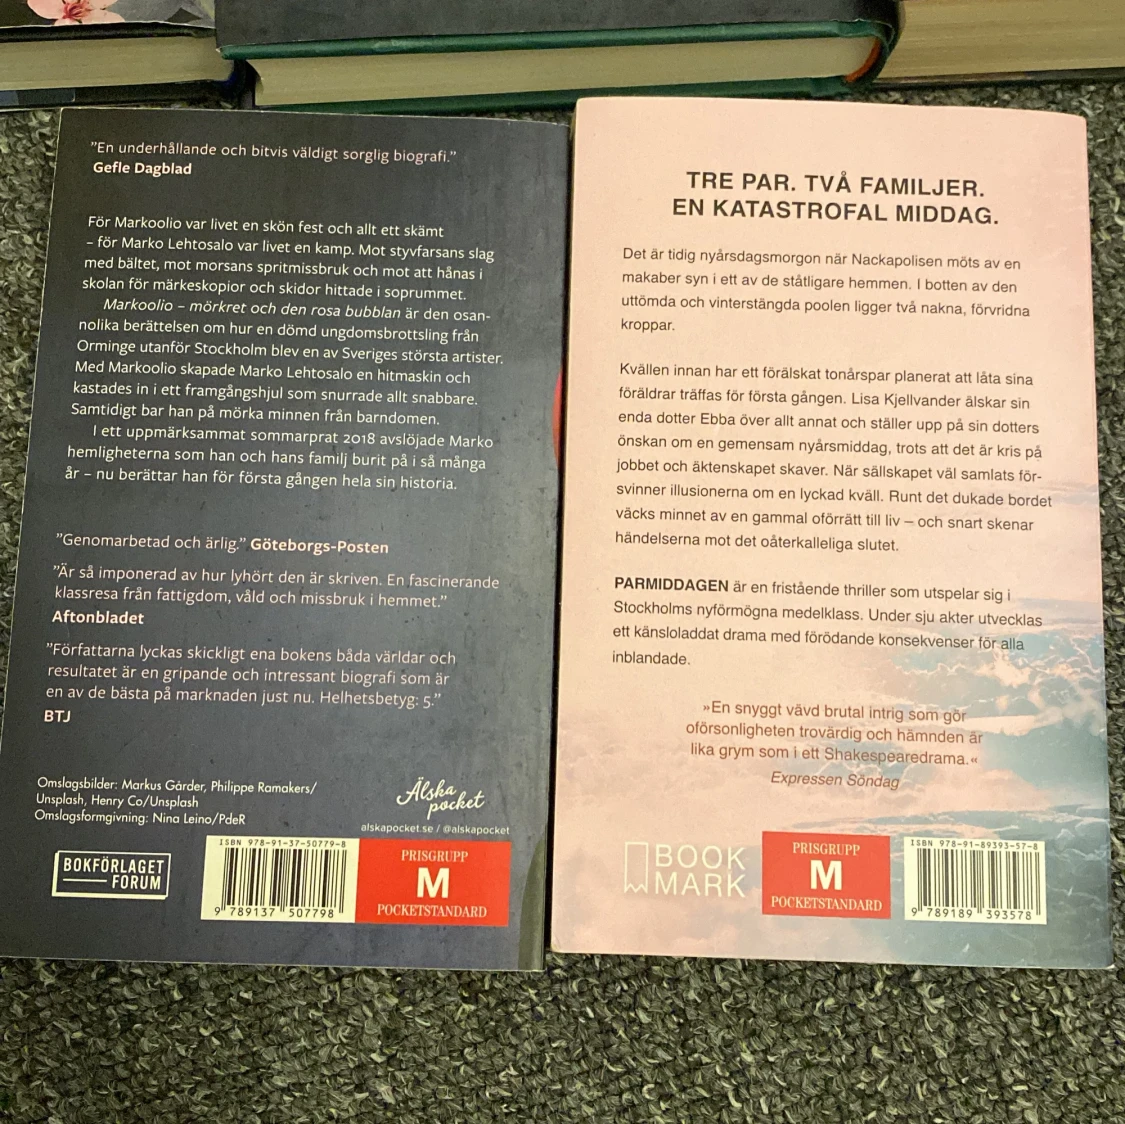 ”En underhållande och bitvis väldigt sorglig biografi.”
Gefle Dagblad
För Markoolio var livet en skön fest och allt ett skämt
– för Marko Lehtosalo var livet en kamp. Mot styvfarsans slag
med bältet, mot morsans spritmissbruk och mot att hånas i
skolan för märkeskopior och skidor hittade i soprummet.
Markoolio – mörkret och den rosa bubblan är den osan-
nolika berättelsen om hur en dömd ungdomsbrottsling från
Orminge utanför Stockholm blev en av Sveriges största artister.
Med Markoolio skapade Marko Lehtosalo en hitmaskin och
kastades in i ett framgångshjul som snurrade allt snabbare.
Samtidigt bar han på mörka minnen från barndomen.
I ett uppmärksammat sommarprat 2018 avslöjade Marko
hemligheterna som han och hans familj burit på i så många
år – nu berättar han för första gången hela sin historia.
”Genomarbetad och ärlig.” Göteborgs-Posten
”Är så imponerad av hur lyhört den är skriven. En fascinerande
klassresa från fattigdom, våld och missbruk i hemmet.”
Aftonbladet
”Författarna lyckas skickligt ena bokens båda världar och
resultatet är en gripande och intressant biografi som är
en av de bästa på marknaden just nu. Helhetsbetyg: 5.”
BTJ
Omslagsbilder: Markus Gårder, Philippe Ramakers/
Unsplash, Henry Co/Unsplash
Omslagsformgivning: Nina Leino/PdeR
Älska
pocket
alskapocket.se / @alskapocket
BOKFÖRLAGET
FORUM
ISBN 978-91-37-50779-8
9 789137 507798
PRISGRUPP
M
POCKETSTANDARD
TRE PAR. TVÅ FAMILJER.
EN KATASTROFAL MIDDAG.
Det är tidig nyårsdagsmorgon när Nackapolisen möts av en
makaber syn i ett av de ståtligare hemmen. I botten av den
uttömda och vinterstängda poolen ligger två nakna, förvridna
kroppar.
Kvällen innan har ett förälskat tonårspar planerat att låta sina
föräldrar träffas för första gången. Lisa Kjellvander älskar sin
enda dotter Ebba över allt annat och ställer upp på sin dotters
önskan om en gemensam nyårsmiddag, trots att det är kris på
jobbet och äktenskapet skaver. När sällskapet väl samlats för-
svinner illusionerna om en lyckad kväll. Runt det dukade bordet
väcks minnet av en gammal oförrätt till liv – och snart skenar
händelserna mot det oåterkalleliga slutet.
PARMIDDAGEN är en fristående thriller som utspelar sig i
Stockholms nyförmögna medelklass. Under sju akter utvecklas
ett känsloladdat drama med förödande konsekvenser för alla
inblandade.
»En snyggt vävd brutal intrig som gör
oförsonligheten trovärdig och hämnden är
lika grym som i ett Shakespearedrama.«
Expressen Söndag
BOOK
MARK
PRISGRUPP
M
POCKETSTANDARD
ISBN 978-91-89393-57-8
9 789189 393578